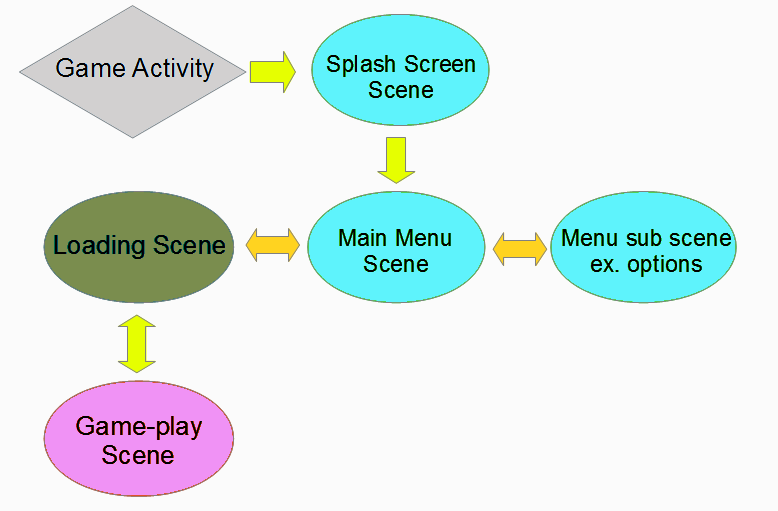 Game Activity
Splash Screen
Scene
Loading Scene
Main Menu
Scene
Menu sub scene
ex. options
Game-play
Scene